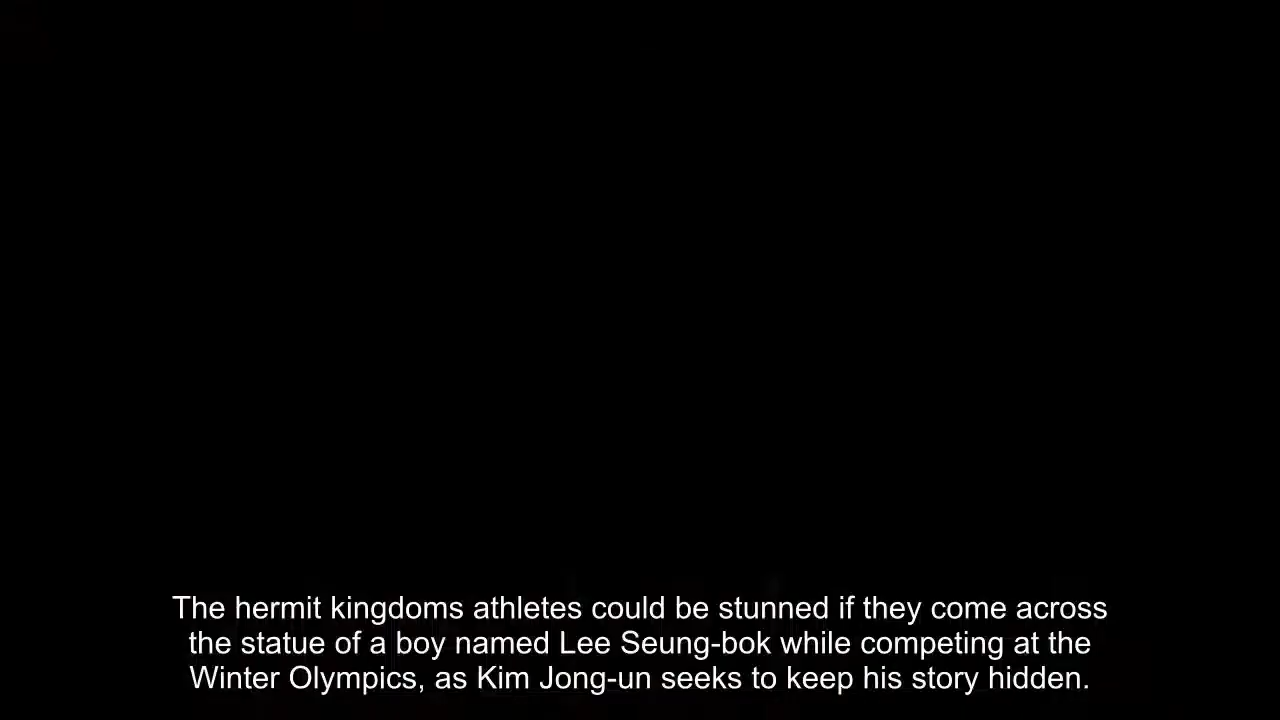 The hermit kingdoms athletes could be stunned if they come across
the statue of a boy named Lee Seung-bok while competing at the
Winter Olympics, as Kim Jong-un seeks to keep his story hidden.